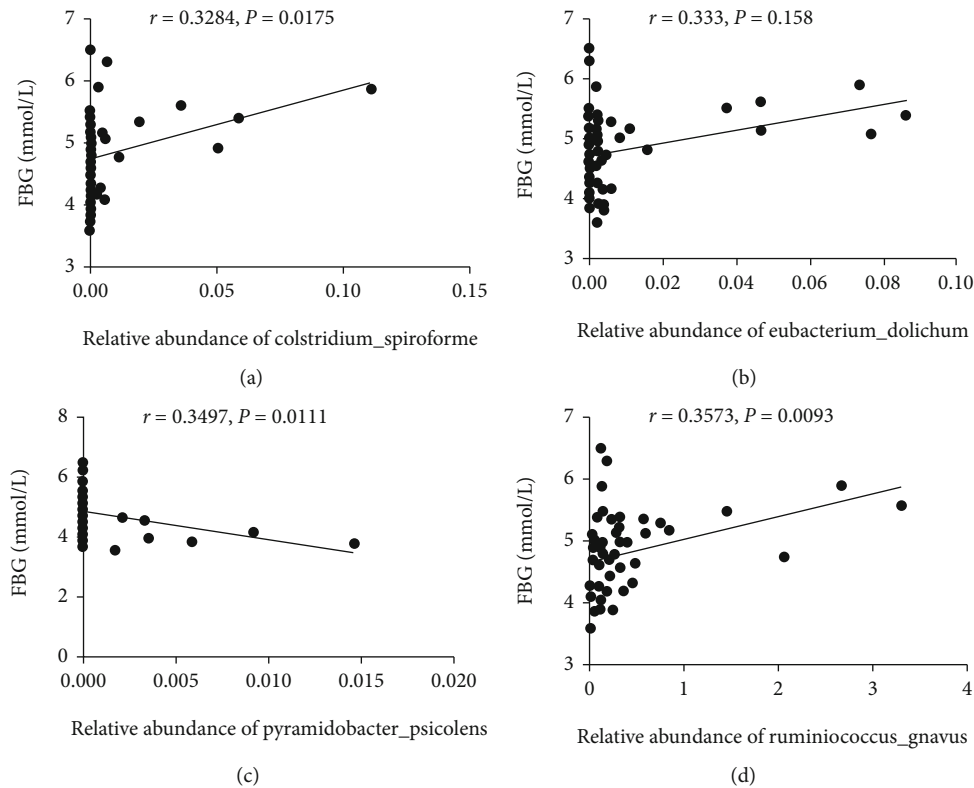 r = 0.3284, P = 0.0175
7
6
5
4
3
FBG (mmol/L)
0.00
0.05
0.10
0.15
Relative abundance of colstridium_spiroforme
(a)
r = 0.333, P = 0.158
7
6
5
4
3
FBG (mmol/L)
0.00
0.02
0.04
0.06
0.08
0.10
Relative abundance of eubacterium_dolichum
(b)
r = 0.3497, P = 0.0111
8
6
4
2
0
FBG (mmol/L)
0.000
0.005
0.010
0.015
0.020
Relative abundance of pyramidobacter_psicolens
(c)
r = 0.3573, P = 0.0093
7
6
5
4
3
FBG (mmol/L)
0
1
2
3
4
Relative abundance of ruminiococcus_gnavus
(d)